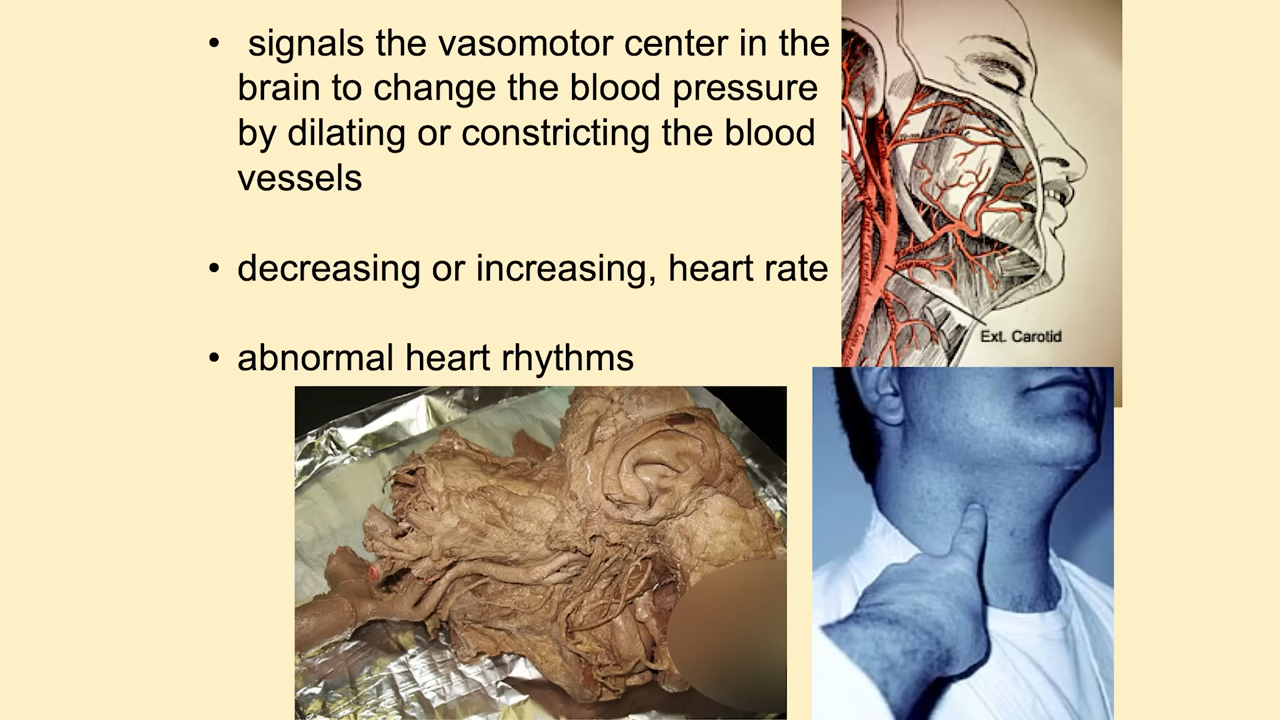 • signals the vasomotor center in the
brain to change the blood pressure
by dilating or constricting the blood
vessels
• decreasing or increasing, heart rate
• abnormal heart rhythms
Ext. Carotid